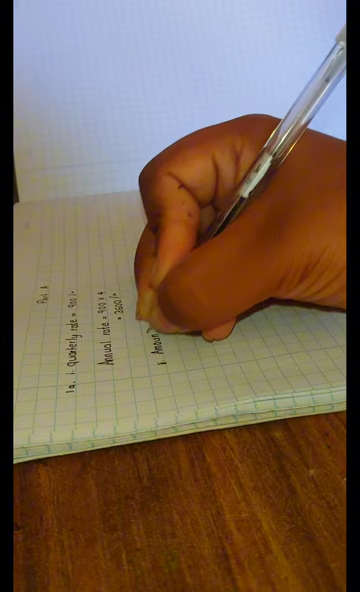 Part A
1a. i. quarterly rate = 900 /=
Annual rate = 900 x 4
= 3600 /=
ii. Amoun